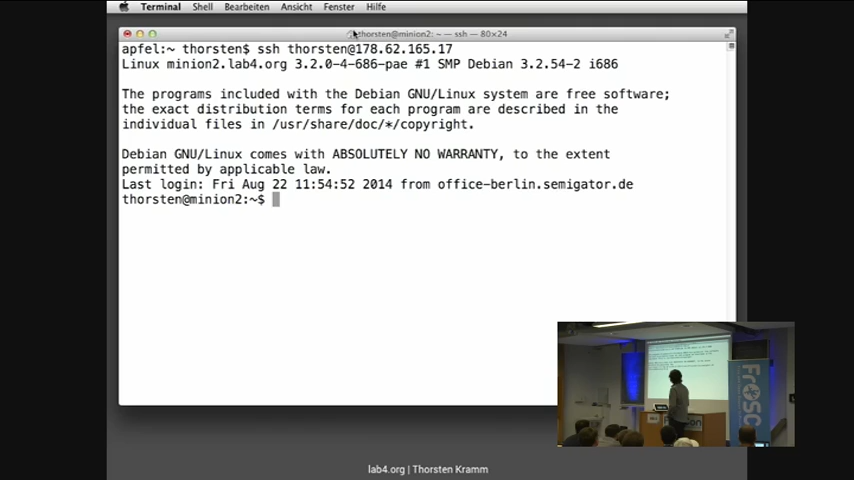 Terminal Shell Bearbeiten Ansicht Fenster Hilfe
thorsten@minion2: ~ — ssh — 80×24
apfel:~ thorsten$ ssh thorsten@178.62.165.17
Linux minion2.lab4.org 3.2.0-4-686-pae #1 SMP Debian 3.2.54-2 i686
The programs included with the Debian GNU/Linux system are free software;
the exact distribution terms for each program are described in the
individual files in /usr/share/doc/*/copyright.
Debian GNU/Linux comes with ABSOLUTELY NO WARRANTY, to the extent
permitted by applicable law.
Last login: Fri Aug 22 11:54:52 2014 from office-berlin.semigator.de
thorsten@minion2:~$
FrOSC
lab4.org | Thorsten Kramm